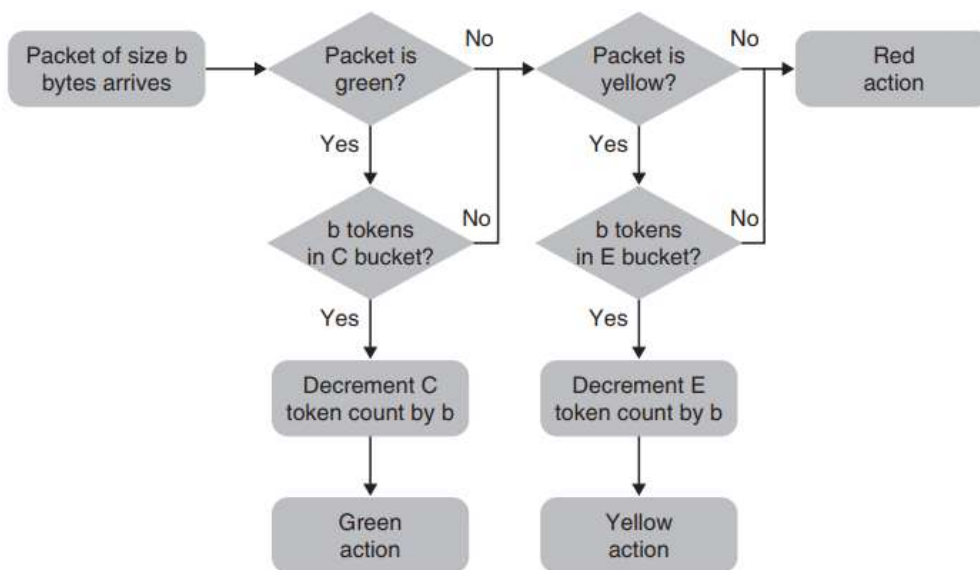 Packet of size b
bytes arrives
Packet is
green?
No
Packet is
yellow?
No
Red
action
Yes
Yes
b tokens
in C bucket?
No
b tokens
in E bucket?
No
Yes
Yes
Decrement C
token count by b
Decrement E
token count by b
Green
action
Yellow
action